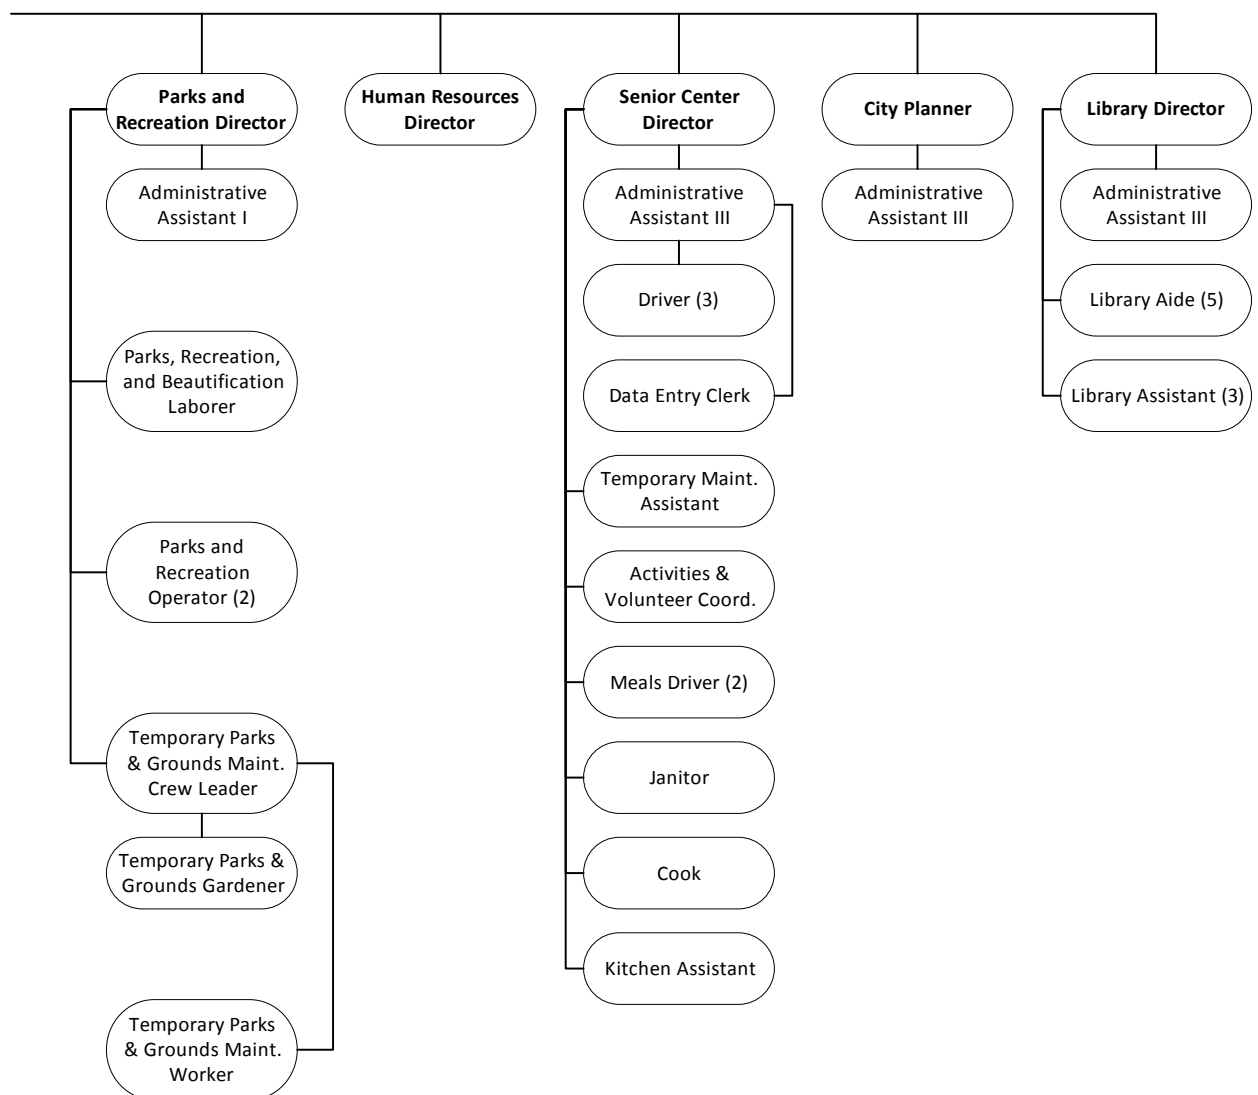 Parks and
Recreation Director
Administrative
Assistant I
Parks, Recreation,
and Beautification
Laborer
Parks and
Recreation
Operator (2)
Temporary Parks
& Grounds Maint.
Crew Leader
Temporary Parks &
Grounds Gardener
Temporary Parks
& Grounds Maint.
Worker
Human Resources
Director
Senior Center
Director
Administrative
Assistant III
Driver (3)
Data Entry Clerk
Temporary Maint.
Assistant
Activities &
Volunteer Coord.
Meals Driver (2)
Janitor
Cook
Kitchen Assistant
City Planner
Administrative
Assistant III
Library Director
Administrative
Assistant III
Library Aide (5)
Library Assistant (3)